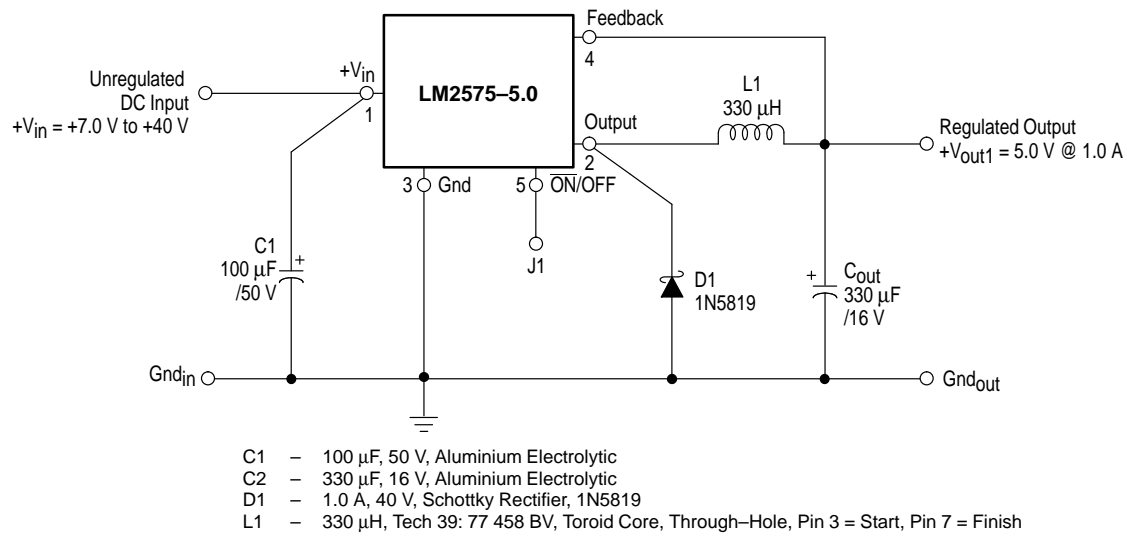 Feedback
4
Unregulated
DC Input
+Vin = +7.0 V to +40 V
+Vin
1
LM2575–5.0
L1
330 μH
Output
2
Regulated Output
+Vout1 = 5.0 V @ 1.0 A
3 Gnd
5 ON/OFF
J1
C1
100 μF
/50 V
+
D1
1N5819
+
Cout
330 μF
/16 V
Gndin
Gndout
C1 – 100 μF, 50 V, Aluminium Electrolytic
C2 – 330 μF, 16 V, Aluminium Electrolytic
D1 – 1.0 A, 40 V, Schottky Rectifier, 1N5819
L1 – 330 μH, Tech 39: 77 458 BV, Toroid Core, Through–Hole, Pin 3 = Start, Pin 7 = Finish